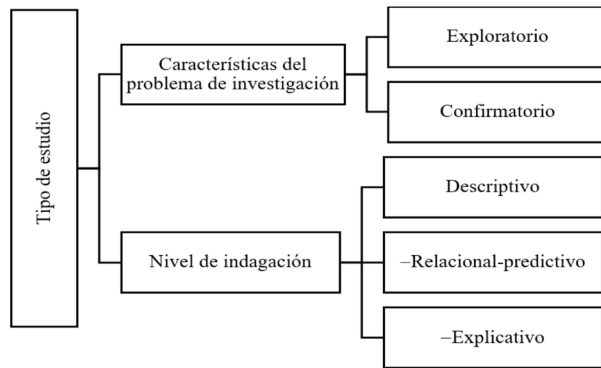 Tipo de estudio
Características del
problema de investigación
Exploratorio
Confirmatorio
Nivel de indagación
Descriptivo
–Relacional-predictivo
–Explicativo